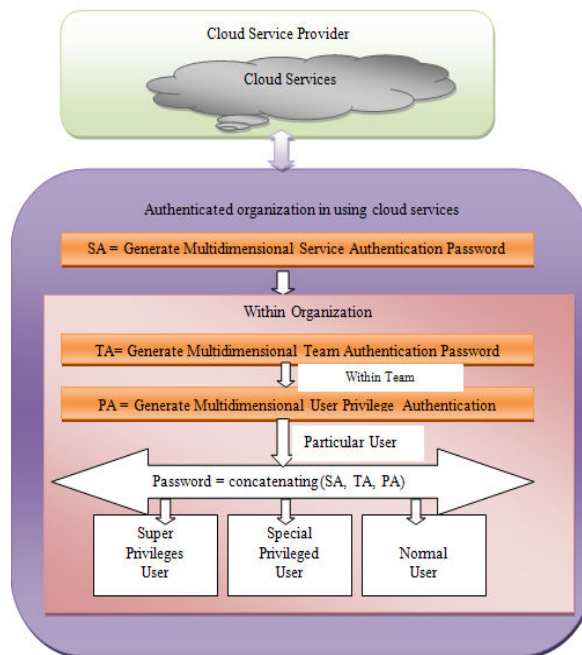 Cloud Service Provider
Cloud Services
Authenticated organization in using cloud services
SA = Generate Multidimensional Service Authentication Password
Within Organization
TA= Generate Multidimensional Team Authentication Password
Within Team
PA = Generate Multidimensional User Privilege Authentication
Particular User
Password = concatenating (SA, TA, PA)
Super
Privileges
User
Special
Privileged
User
Normal
User